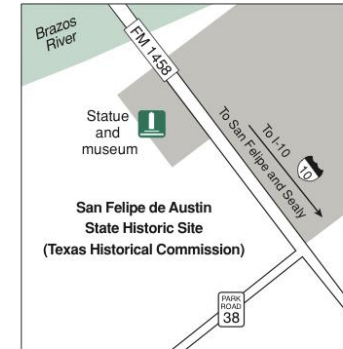 Brazos
River
FM 1458
Statue
and
museum
To I-10
10
To San Felipe and Sealy
San Felipe de Austin
State Historic Site
(Texas Historical Commission)
PARK
ROAD
38